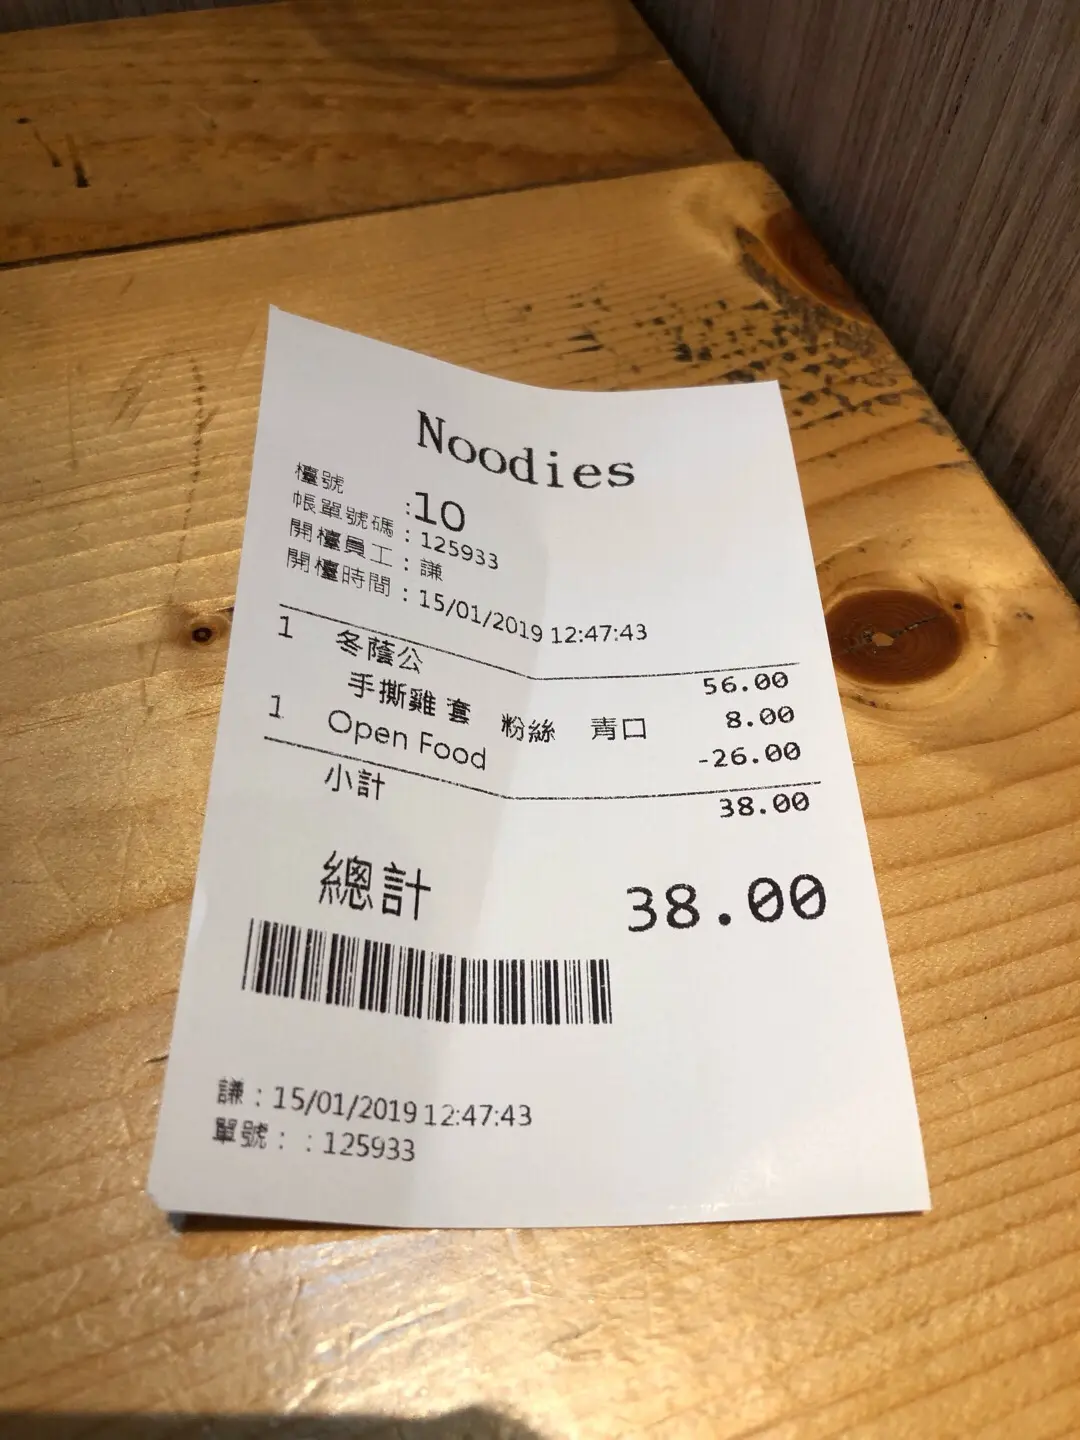 Noodies
檯號 :10
帳單號碼 : 125933
開檯員工 : 謙
開檯時間 : 15/01/2019 12:47:43
1 冬蔭公 56.00
手撕雞 套 粉絲 青口 8.00
1 Open Food -26.00
小計 38.00
總計 38.00
謙 : 15/01/2019 12:47:43
單號 : : 125933